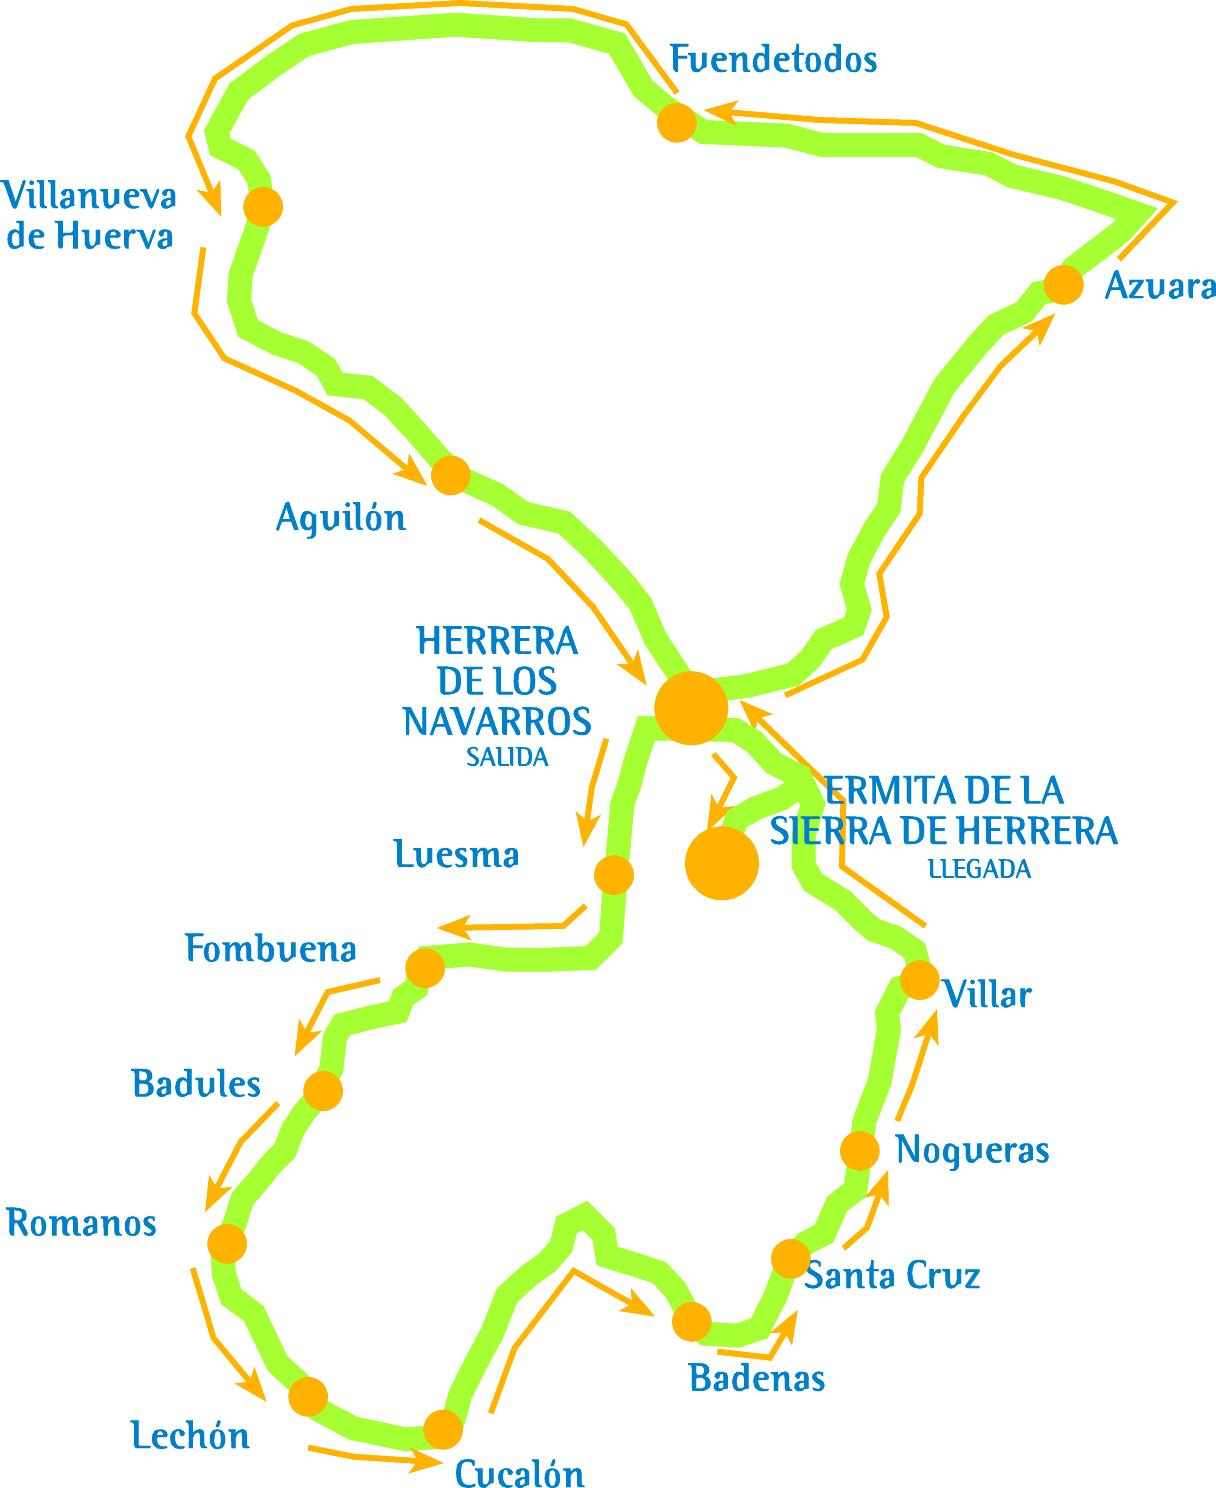 Fuendetodos
Villanueva
de Huerva
Azuara
Aguilón
HERRERA
DE LOS
NAVARROS
SALIDA
ERMITA DE LA
SIERRA DE HERRERA
LLEGADA
Luesma
Fombuena
Villar
Badules
Nogueras
Romanos
Santa Cruz
Badenas
Lechón
Cucalón